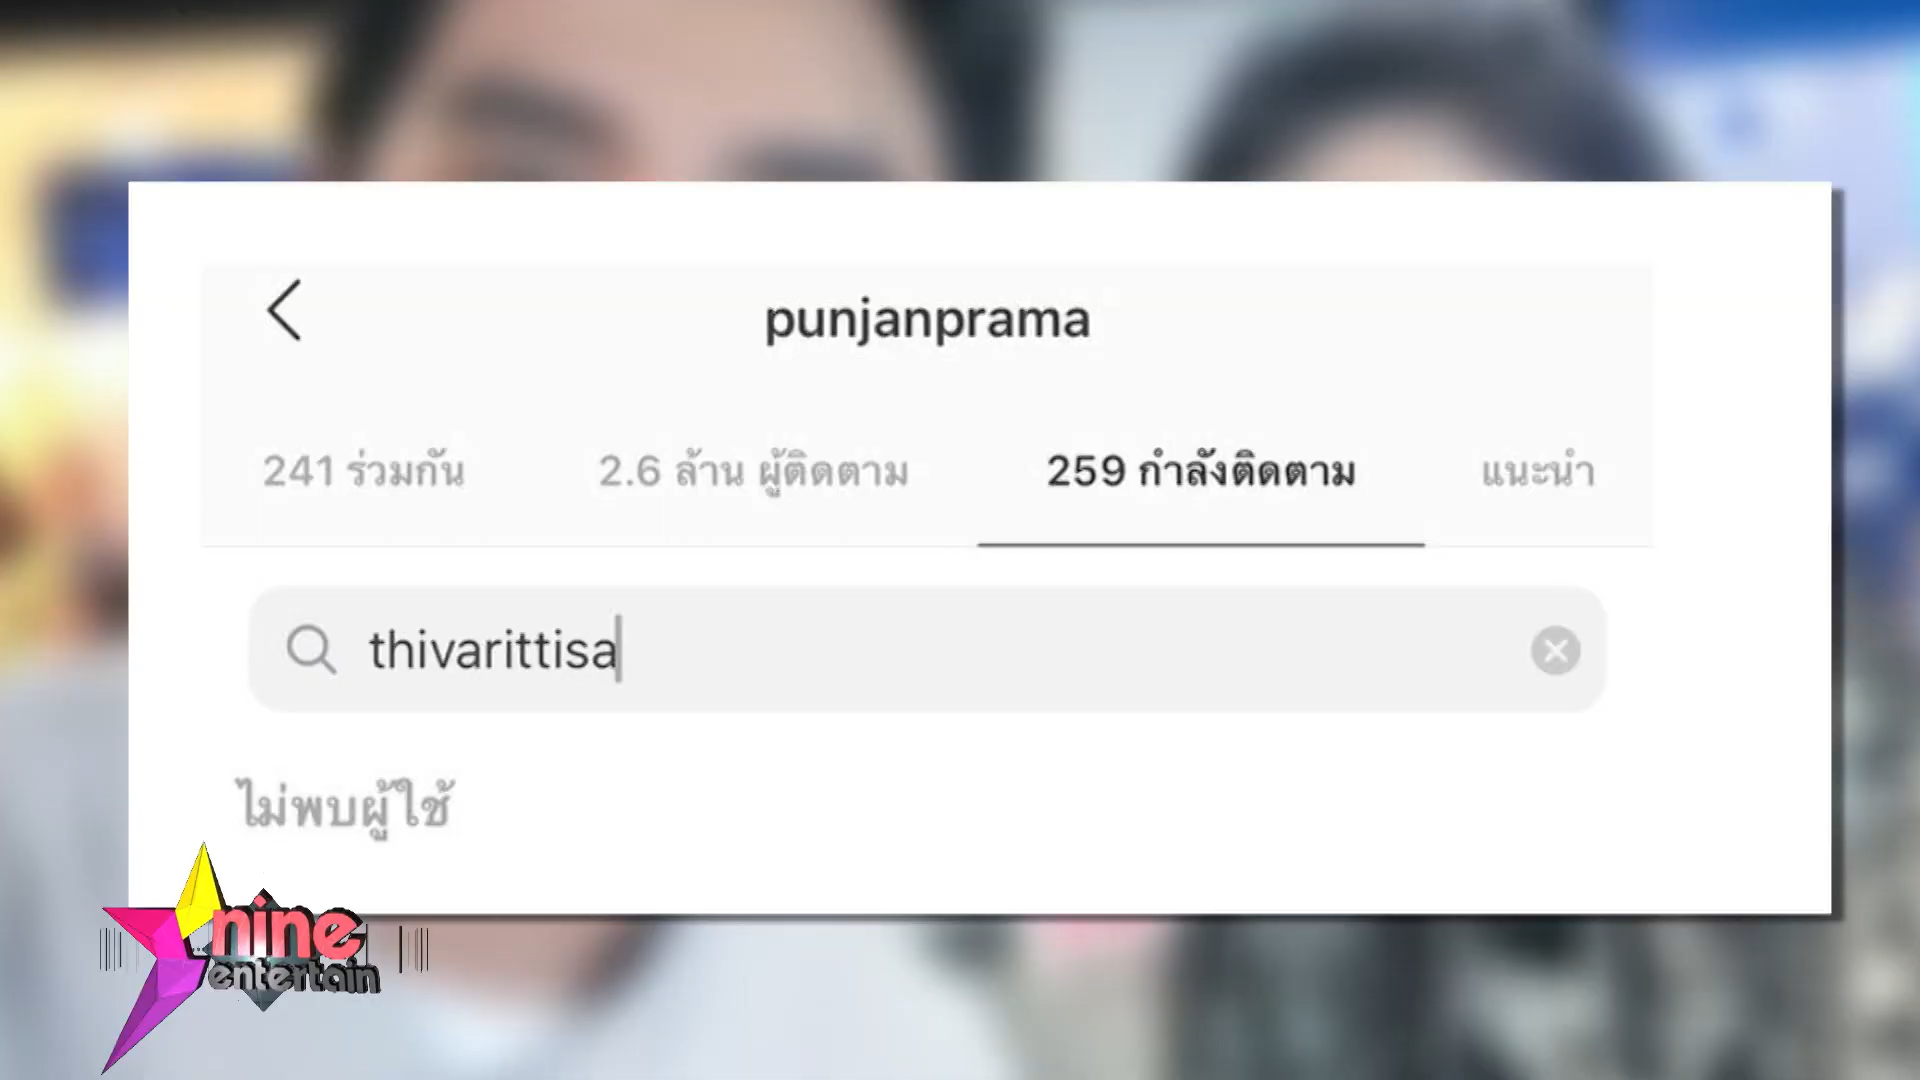 punjanprama
241 ร่วมกัน 2.6 ล้าน ผู้ติดตาม 259 กำลังติดตาม แนะนำ
thivarittisa
ไม่พบผู้ใช้
nine
entertain